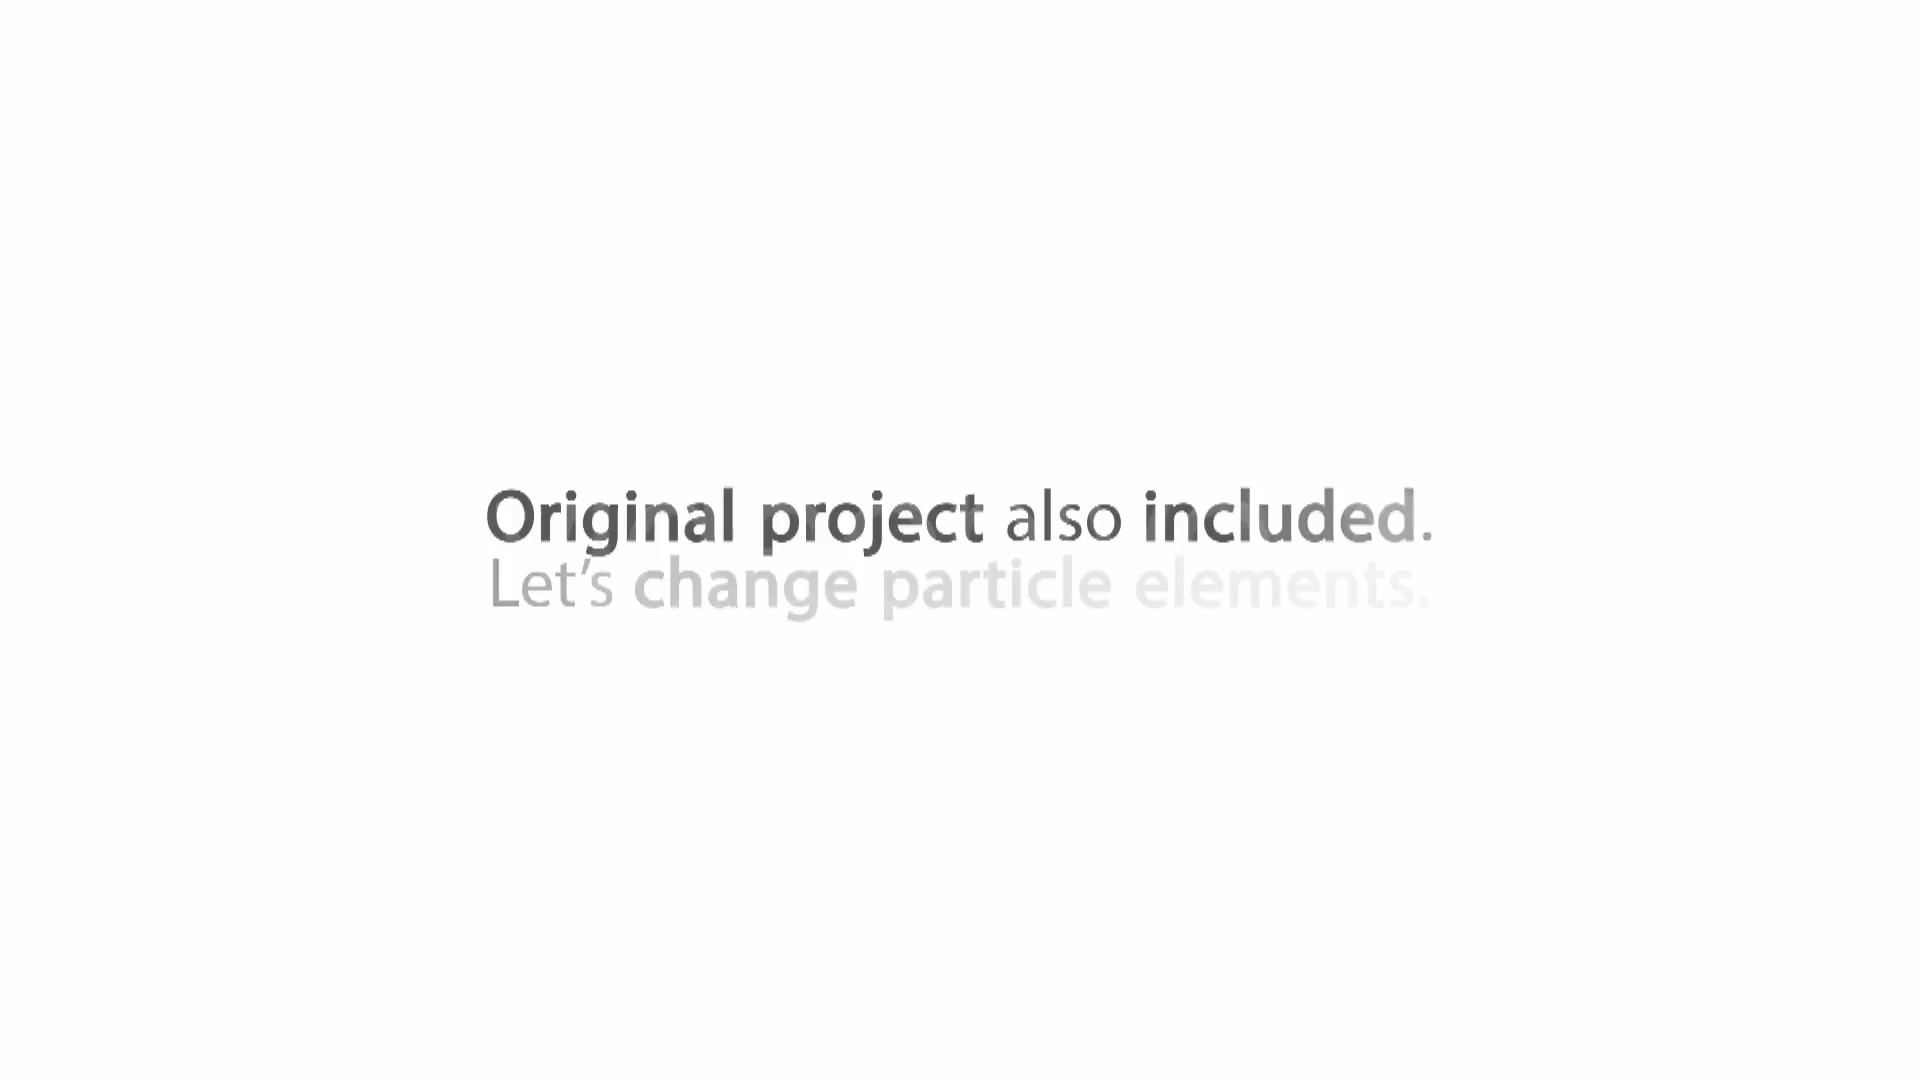 Original project also included.
Let’s change particle elements.